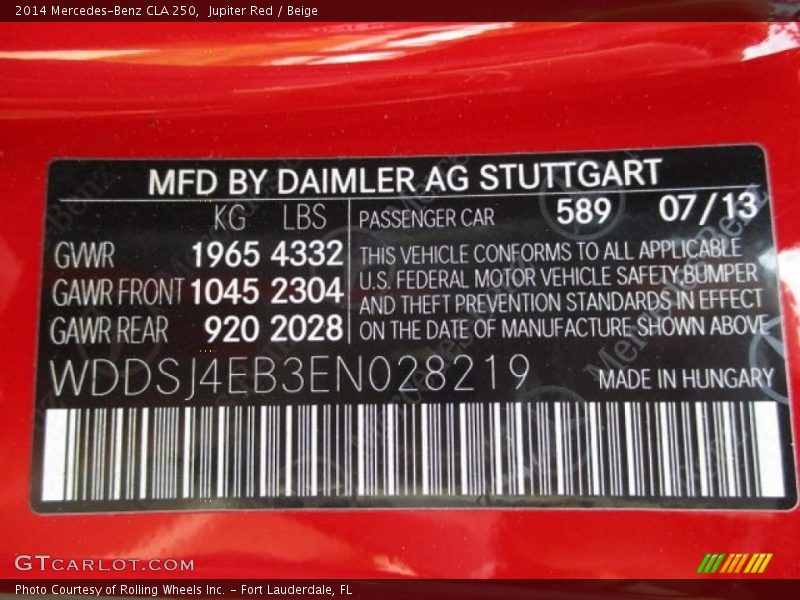 2014 Mercedes-Benz CLA 250, Jupiter Red / Beige
MFD BY DAIMLER AG STUTTGART
KG LBS
GVWR 1965 4332
GAWR FRONT 1045 2304
GAWR REAR 920 2028
PASSENGER CAR 589 07/13
THIS VEHICLE CONFORMS TO ALL APPLICABLE
U.S. FEDERAL MOTOR VEHICLE SAFETY,BUMPER
AND THEFT PREVENTION STANDARDS IN EFFECT
ON THE DATE OF MANUFACTURE SHOWN ABOVE
WDDSJ4EB3EN028219
MADE IN HUNGARY
GTCARLOT.COM
Photo Courtesy of Rolling Wheels Inc. - Fort Lauderdale, FL